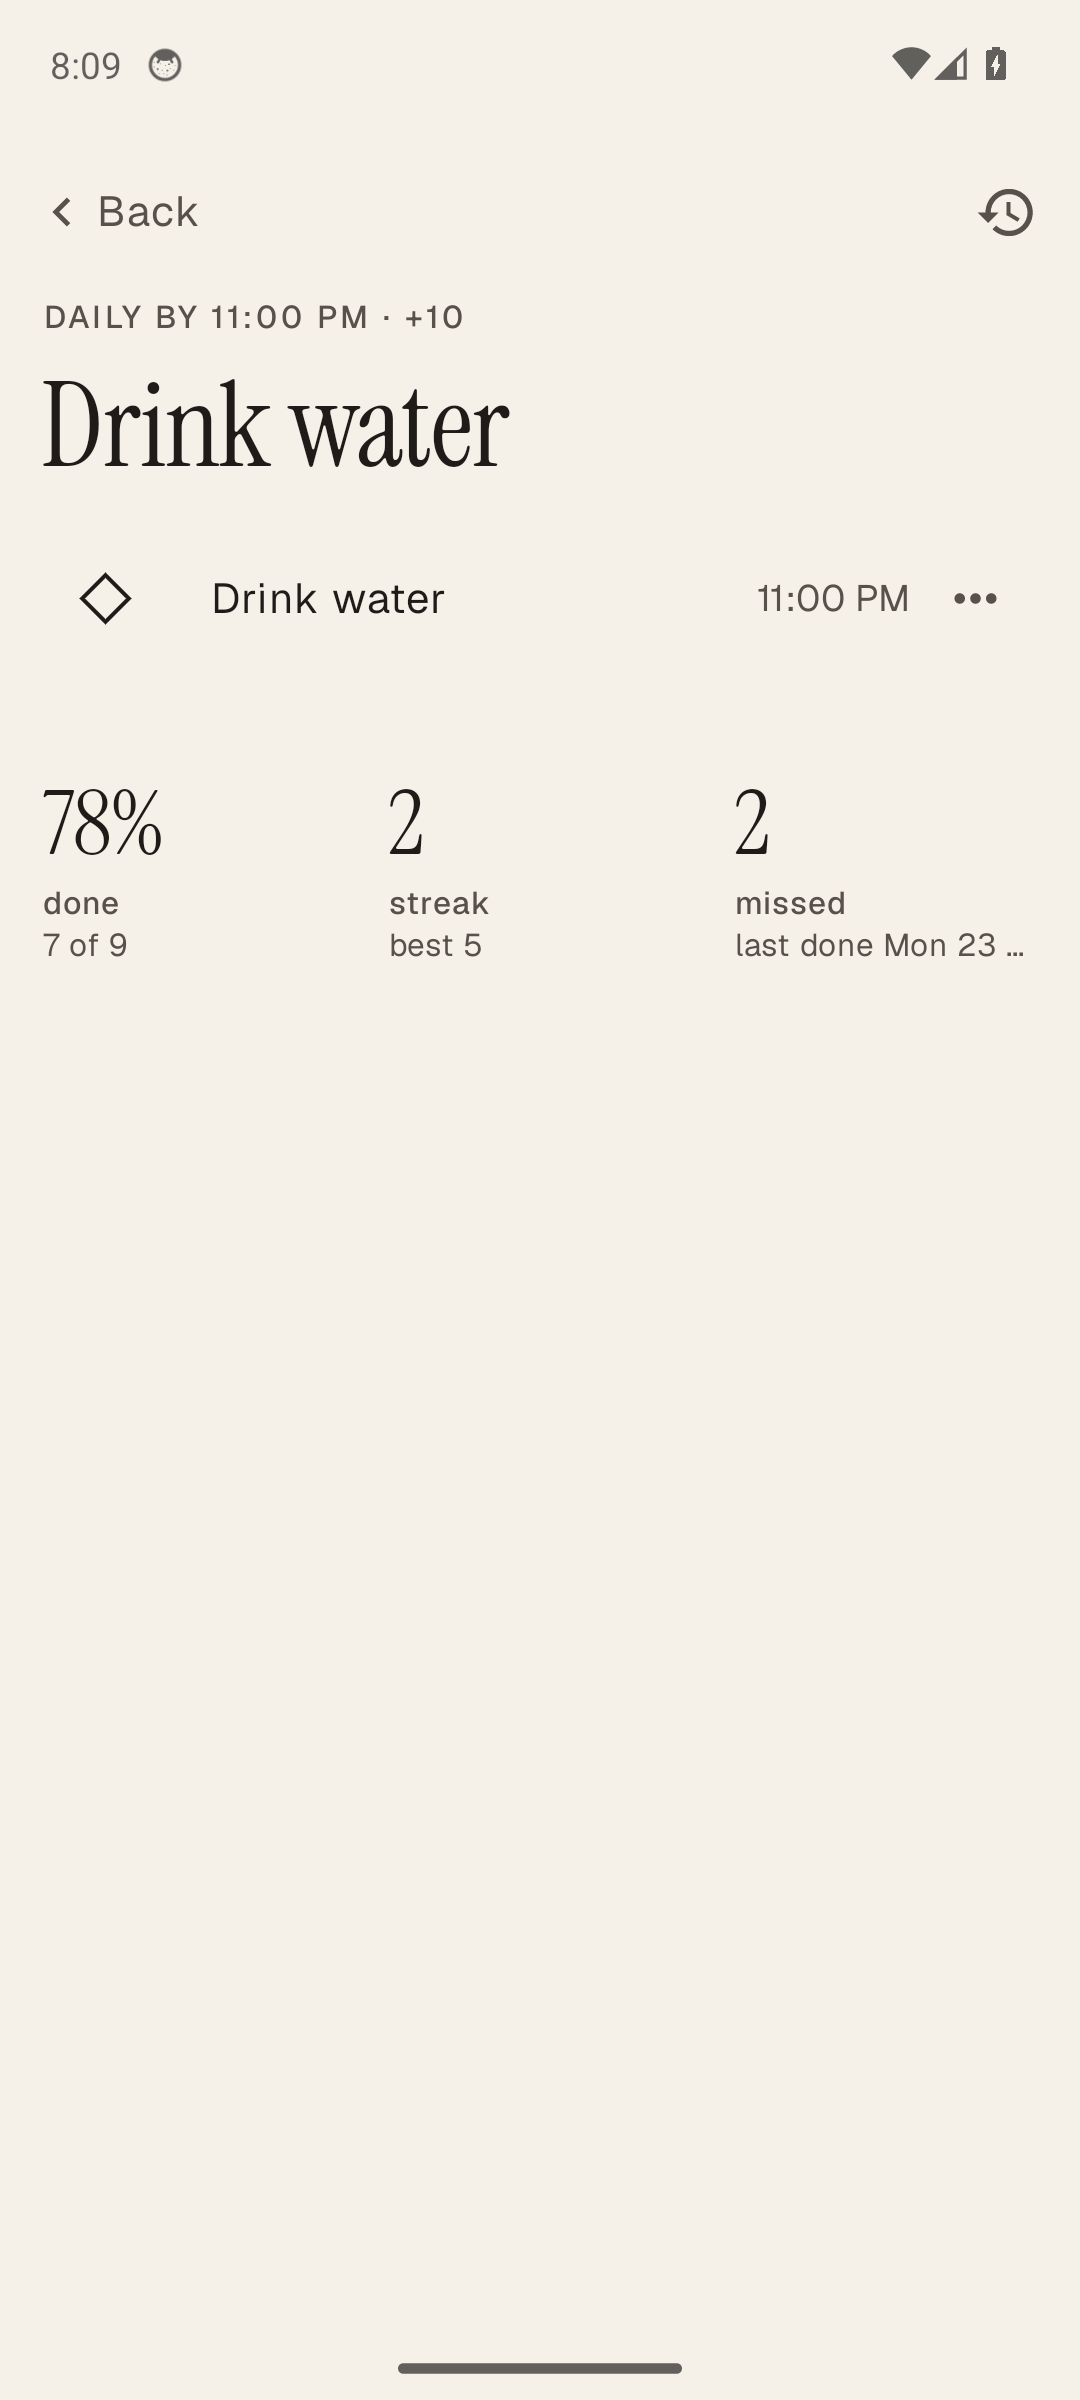 8:09
Back
DAILY BY 11:00 PM · +10
Drink water
Drink water 11:00 PM
78% 2 2
done streak missed
7 of 9 best 5 last done Mon 23 ...